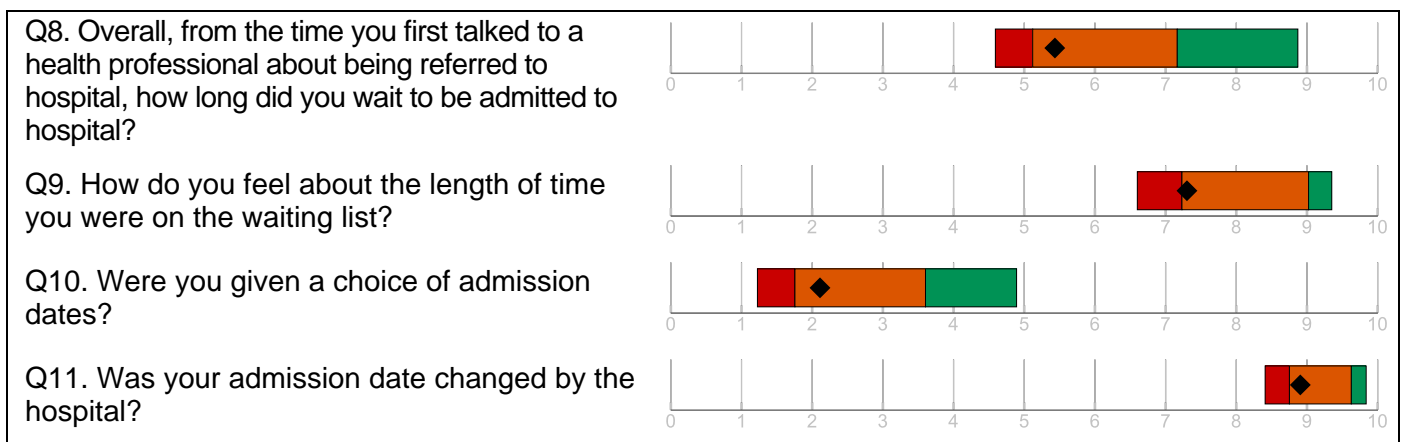 Q8. Overall, from the time you first talked to a
health professional about being referred to
hospital, how long did you wait to be admitted to
hospital?
0 1 2 3 4 5 6 7 8 9 10
Q9. How do you feel about the length of time
you were on the waiting list?
0 1 2 3 4 5 6 7 8 9 10
Q10. Were you given a choice of admission
dates?
0 1 2 3 4 5 6 7 8 9 10
Q11. Was your admission date changed by the
hospital?
0 1 2 3 4 5 6 7 8 9 10